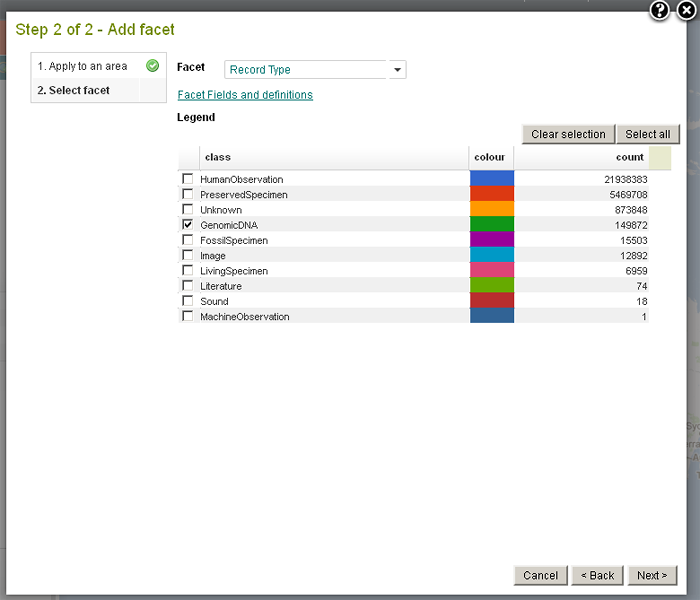 Step 2 of 2 - Add facet
1. Apply to an area
2. Select facet
Facet Record Type
Facet Fields and definitions
Legend
Clear selection Select all
class colour count
HumanObservation 21938383
PreservedSpecimen 5469708
Unknown 873848
GenomicDNA 149872
FossilSpecimen 15503
Image 12892
LivingSpecimen 6959
Literature 74
Sound 18
MachineObservation 1
Cancel < Back Next >